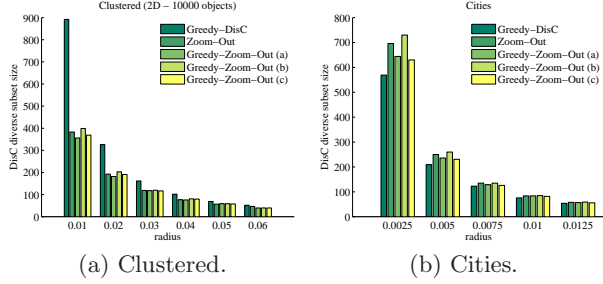 Clustered (2D − 10000 objects)
DisC diverse subset size
900
800
700
600
500
400
300
200
100
0
Greedy−DisC
Zoom−Out
Greedy−Zoom−Out (a)
Greedy−Zoom−Out (b)
Greedy−Zoom−Out (c)
0.01 0.02 0.03 0.04 0.05 0.06
radius
(a) Clustered.
Cities
DisC diverse subset size
800
700
600
500
400
300
200
100
0
Greedy−DisC
Zoom−Out
Greedy−Zoom−Out (a)
Greedy−Zoom−Out (b)
Greedy−Zoom−Out (c)
0.0025 0.005 0.0075 0.01 0.0125
radius
(b) Cities.